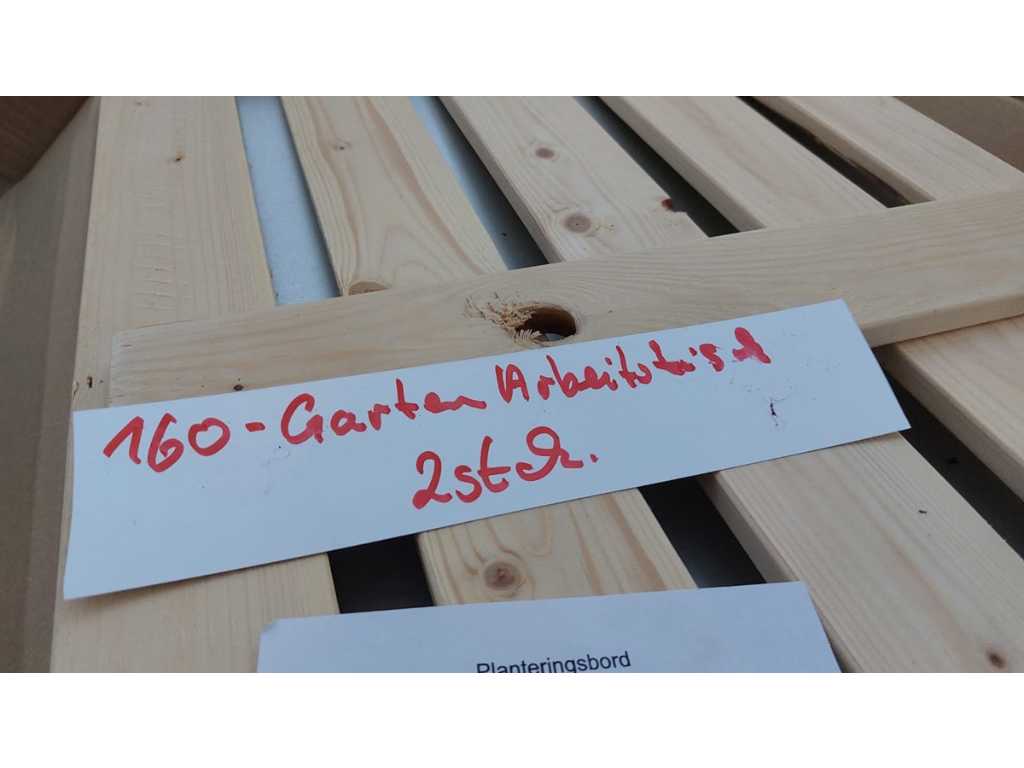 160-Garten Arbeitstisch
2stck.
Planteringsbord